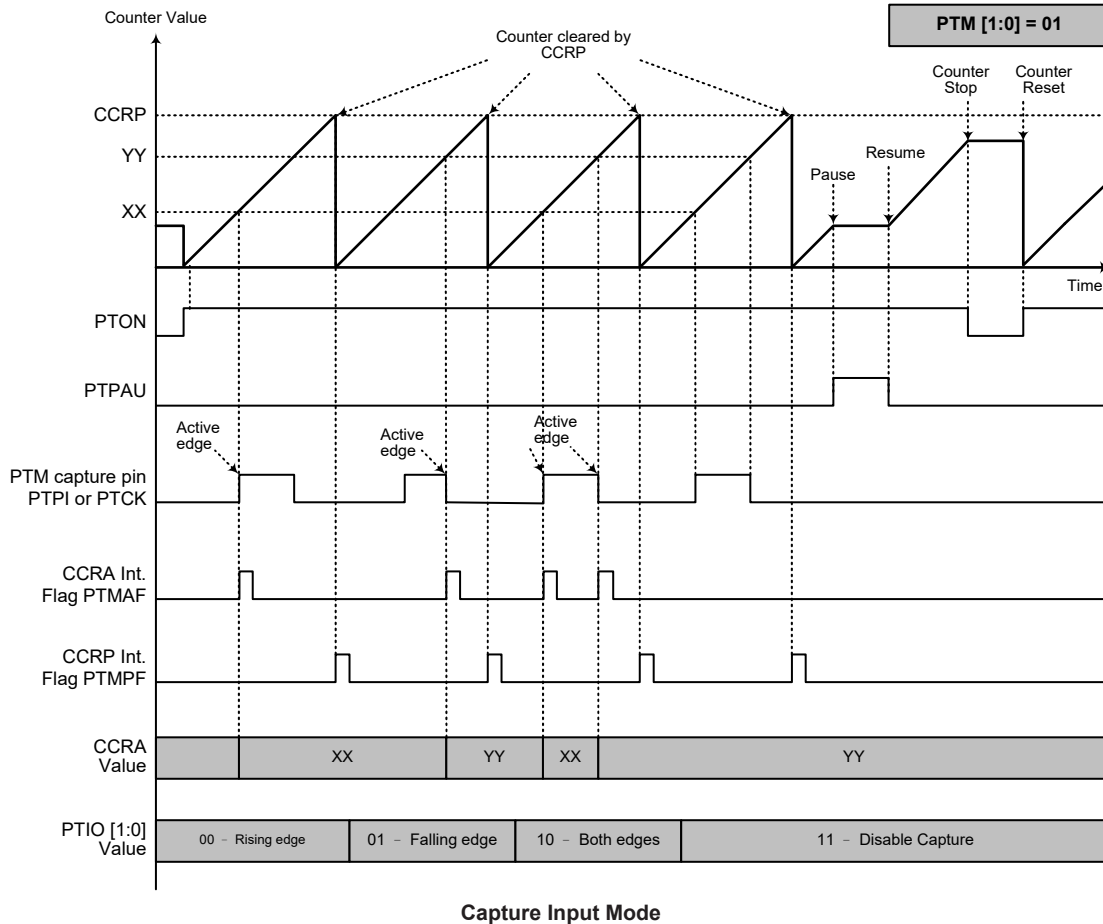 Counter Value
PTM [1:0] = 01
Counter cleared by
CCRP
Counter
Stop
Counter
Reset
CCRP
YY
XX
Pause
Resume
Time
PTON
PTPAU
Active
edge
Active
edge
Active
edge
PTM capture pin
PTPI or PTCK
CCRA Int.
Flag PTMAF
CCRP Int.
Flag PTMPF
CCRA
Value
XX
YY
XX
YY
PTIO [1:0]
Value
00 – Rising edge
01 – Falling edge
10 – Both edges
11 – Disable Capture
Capture Input Mode